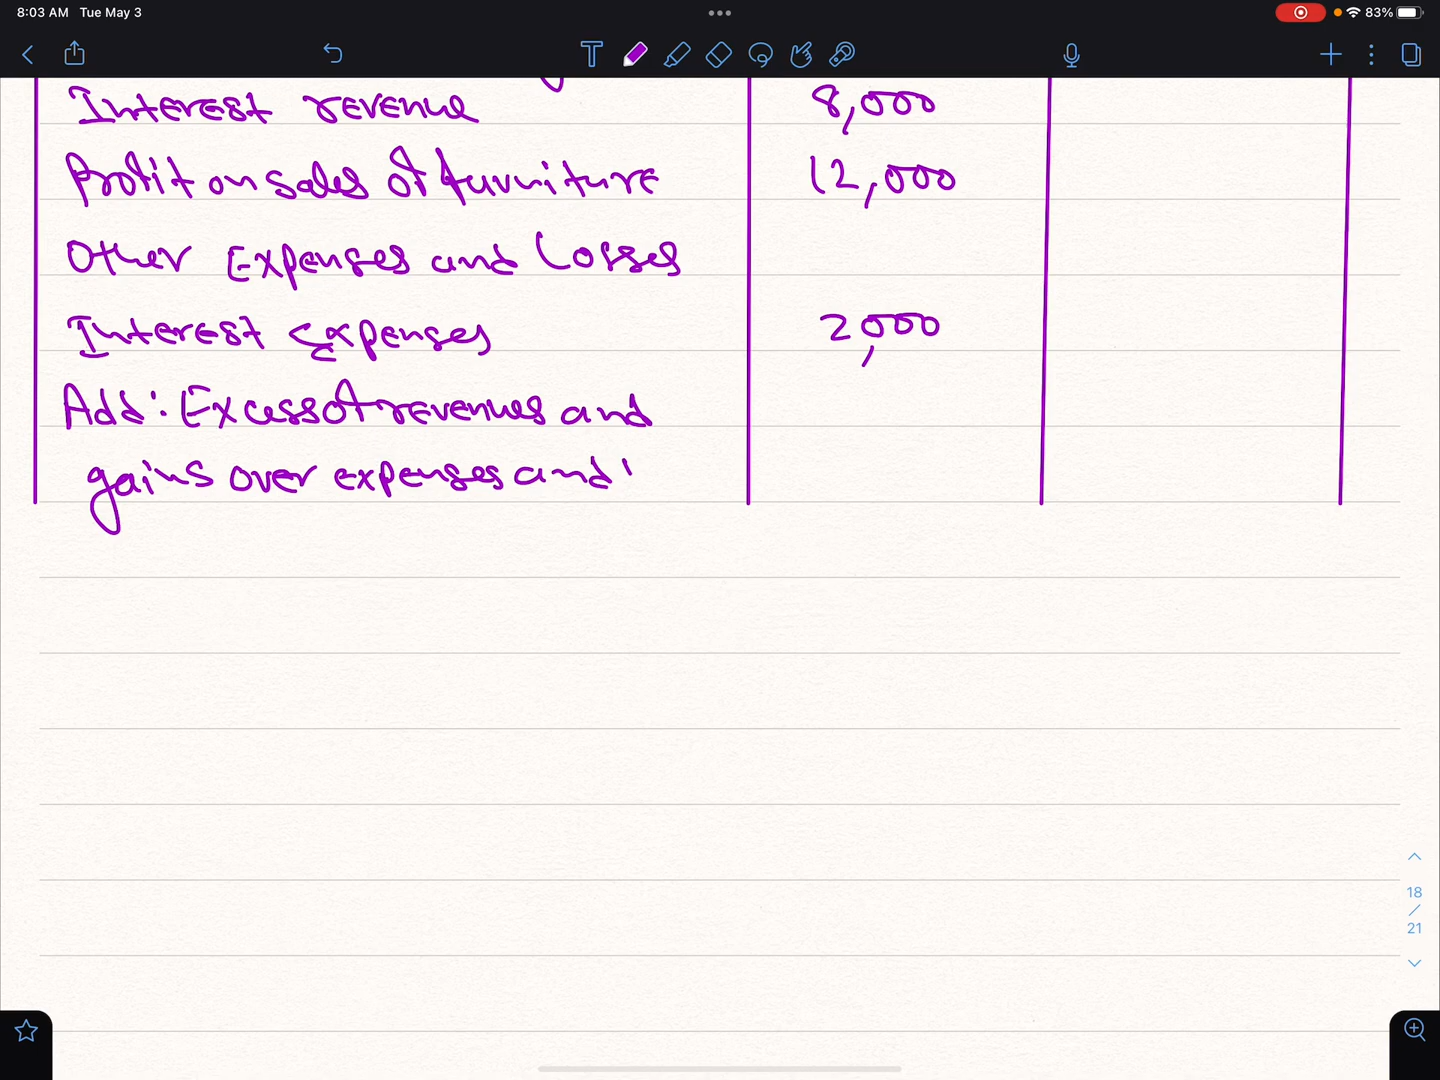 8:03 AM Tue May 3
83%
Interest revenue 8,000
Profit on sales of furniture 12,000
Other Expenses and Losses
Interest Expenses 2,000
Add: Excess of revenues and
gains over expenses and
18
/
21